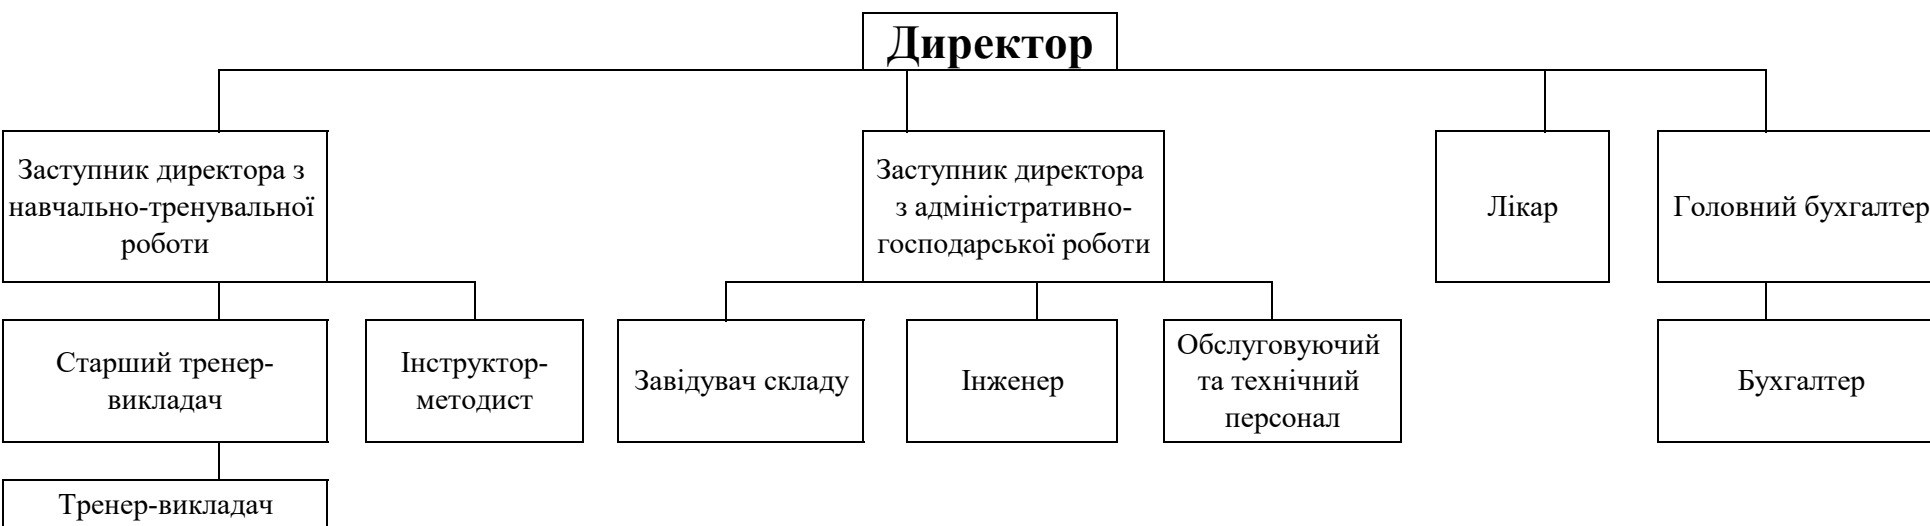 Директор
Заступник директора з
навчально-тренувальної
роботи
Заступник директора
з адміністративно-
господарської роботи
Лікар
Головний бухгалтер
Старший тренер-
викладач
Інструктор-
методист
Завідувач складу
Інженер
Обслуговуючий
та технічний
персонал
Бухгалтер
Тренер-викладач